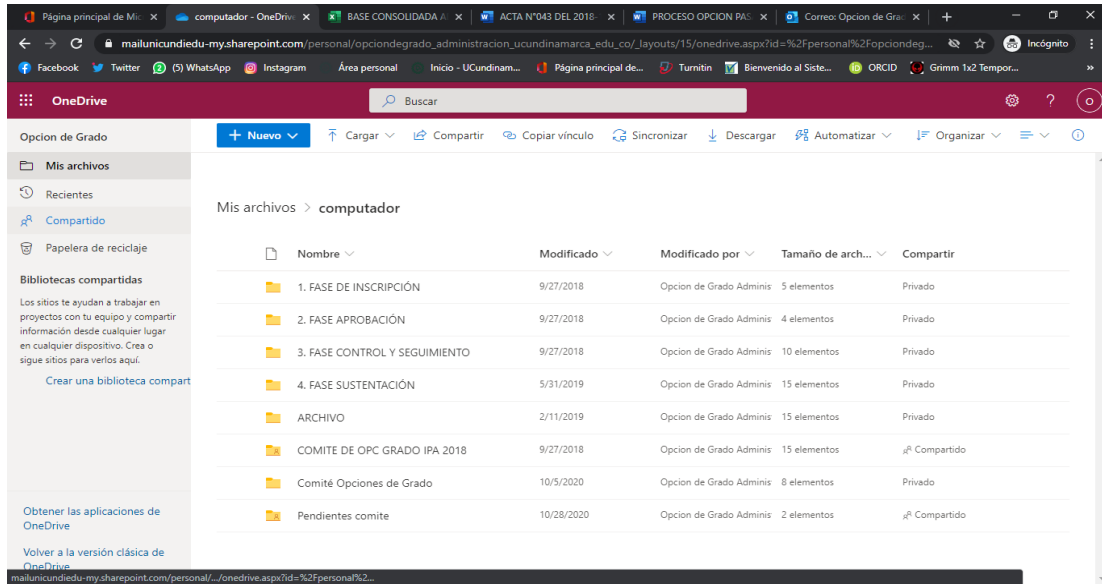 Página principal de Mic
computador - OneDriv
BASE CONSOLIDADA A
ACTA N°043 DEL 2018-
PROCESO OPCION PAS
Correo: Opcion de Grad
mailunicundiedu-my.sharepoint.com/personal/opciondegrado_administracion_ucundinamarca_edu_co/_layouts/15/onedrive.aspx?id=%2Fpersonal%2Fopciondeg...
Incógnito
Facebook
Twitter
(5) WhatsApp
Instagram
Área personal
Inicio - UCundinam...
Página principal de...
Turnitin
Bienvenido al Siste...
ORCID
Grimm 1x2 Tempor...
OneDrive
Buscar
Opcion de Grado
Mis archivos
Recientes
Compartido
Papelera de reciclaje
Bibliotecas compartidas
Los sitios te ayudan a trabajar en
proyectos con tu equipo y compartir
información desde cualquier lugar
en cualquier dispositivo. Crea o
sigue sitios para verlos aquí.
Crear una biblioteca compart
Obtener las aplicaciones de
OneDrive
Volver a la versión clásica de
OneDrive
+ Nuevo
Cargar
Compartir
Copiar vínculo
Sincronizar
Descargar
Automatizar
Organizar
Mis archivos > computador
Nombre Modificado Modificado por Tamaño de arch... Compartir
1. FASE DE INSCRIPCIÓN 9/27/2018 Opcion de Grado Adminis 5 elementos Privado
2. FASE APROBACIÓN 9/27/2018 Opcion de Grado Adminis 4 elementos Privado
3. FASE CONTROL Y SEGUIMIENTO 9/27/2018 Opcion de Grado Adminis 10 elementos Privado
4. FASE SUSTENTACIÓN 5/31/2019 Opcion de Grado Adminis 15 elementos Privado
ARCHIVO 2/11/2019 Opcion de Grado Adminis 15 elementos Privado
COMITE DE OPC GRADO IPA 2018 9/27/2018 Opcion de Grado Adminis 15 elementos Compartido
Comité Opciones de Grado 10/5/2020 Opcion de Grado Adminis 8 elementos Privado
Pendientes comite 10/28/2020 Opcion de Grado Adminis 2 elementos Compartido
mailunicundiedu-my.sharepoint.com/personal/.../onedrive.aspx?id=%2Fpersonal%2...